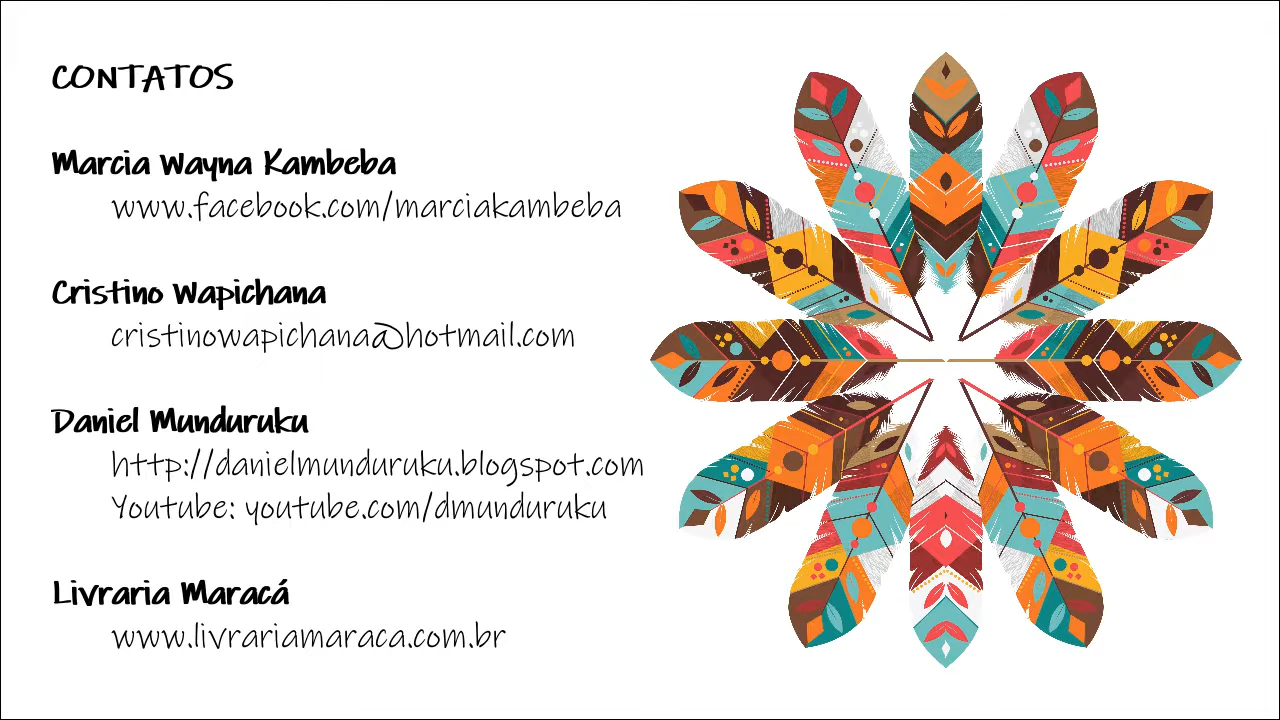 CONTATOS
Marcia Wayna Kambeba
www.facebook.com/marciakambeba
Cristino Wapichana
cristinowapichana@hotmail.com
Daniel Munduruku
http://danielmunduruku.blogspot.com
Youtube: youtube.com/dmunduruku
Livraria Maracá
www.livrariamaraca.com.br